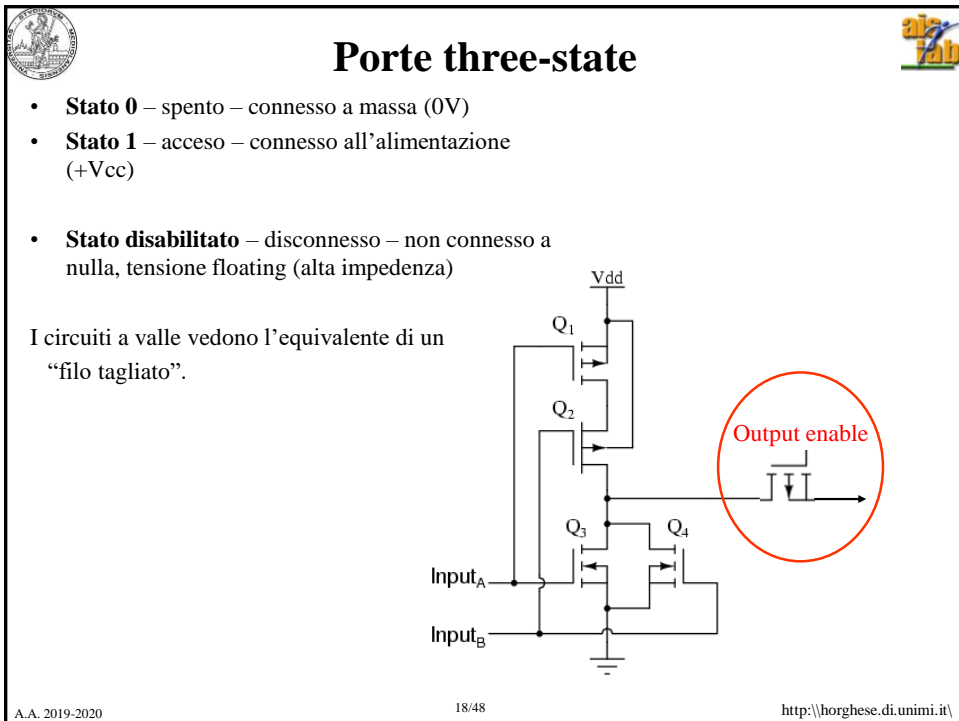 Porte three-state
• Stato 0 – spento – connesso a massa (0V)
• Stato 1 – acceso – connesso all’alimentazione
(+Vcc)
• Stato disabilitato – disconnesso – non connesso a
nulla, tensione floating (alta impedenza)
I circuiti a valle vedono l’equivalente di un
“filo tagliato”.
Vdd
Q1
Q2
Output enable
Q3
Q4
InputA
InputB
A.A. 2019-2020
18/48
http:\\horghese.di.unimi.it\